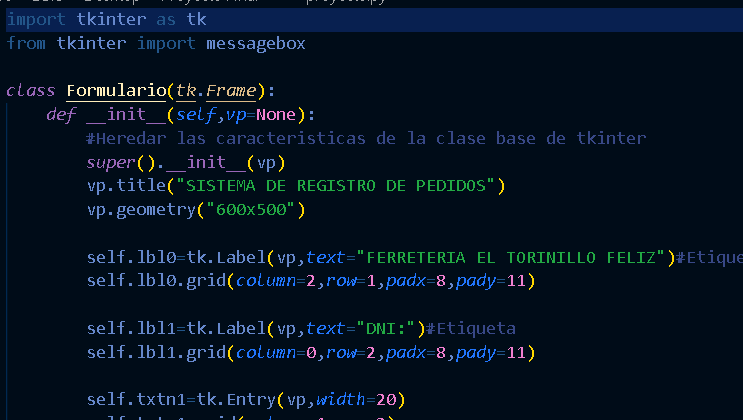 import tkinter as tk
from tkinter import messagebox
class Formulario(tk.Frame):
def __init__(self,vp=None):
#Heredar las caracteristicas de la clase base de tkinter
super().__init__(vp)
vp.title("SISTEMA DE REGISTRO DE PEDIDOS")
vp.geometry("600x500")
self.lbl0=tk.Label(vp,text="FERRETERIA EL TORINILLO FELIZ")#Etique
self.lbl0.grid(column=2,row=1,padx=8,pady=11)
self.lbl1=tk.Label(vp,text="DNI:")#Etiqueta
self.lbl1.grid(column=0,row=2,padx=8,pady=11)
self.txtn1=tk.Entry(vp,width=20)